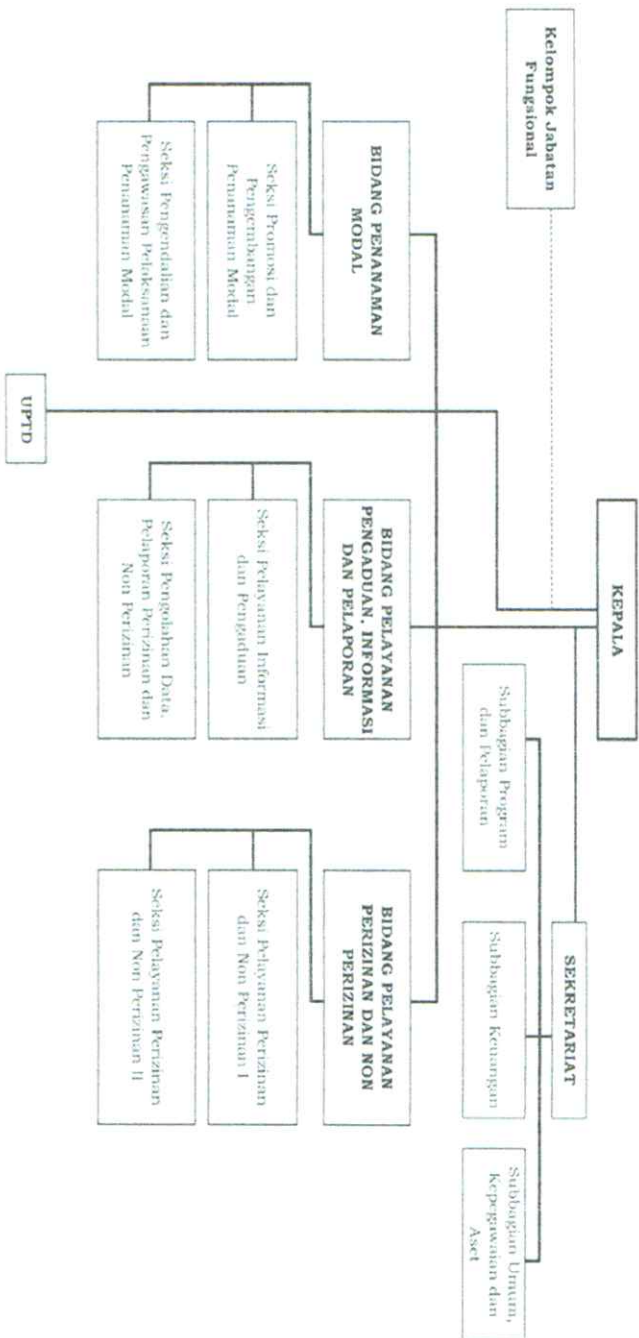 KEPALA
Kelompok Jabatan
Fungsional
SEKRETARIAT
Subbagian Program
dan Pelaporan
Subbagian Keuangan
Subbagian Umum,
Kepegawaian dan
Aset
BIDANG PENANAMAN
MODAL
Seksi Promosi dan
Pengembangan
Penanaman Modal
Seksi Pengendalian dan
Pengawasan Pelaksanaan
Penanaman Modal
BIDANG PELAYANAN
PENGADUAN, INFORMASI
DAN PELAPORAN
Seksi Pelayanan Informasi
dan Pengaduan
Seksi Pengolahan Data,
Pelaporan Perizinan dan
Non Perizinan
BIDANG PELAYANAN
PERIZINAN DAN NON
PERIZINAN
Seksi Pelayanan Perizinan
dan Non Perizinan I
Seksi Pelayanan Perizinan
dan Non Perizinan II
UPTD